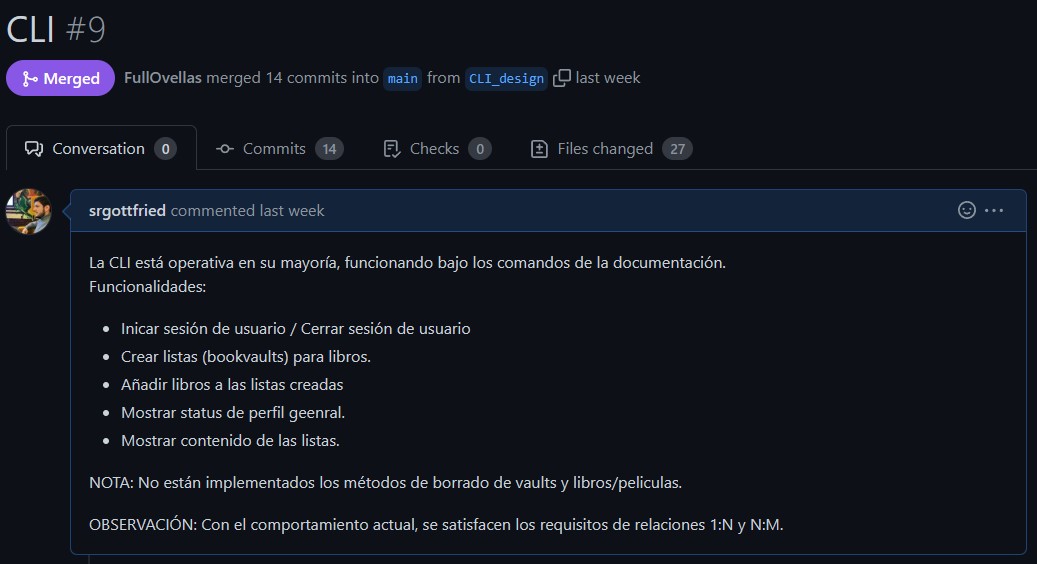 CLI #9
Merged FullOvellas merged 14 commits into main from CLI_design last week
Conversation 0 Commits 14 Checks 0 Files changed 27
srgottfried commented last week
La CLI está operativa en su mayoría, funcionando bajo los comandos de la documentación.
Funcionalidades:
Inicar sesión de usuario / Cerrar sesión de usuario
Crear listas (bookvaults) para libros.
Añadir libros a las listas creadas
Mostrar status de perfil geenral.
Mostrar contenido de las listas.
NOTA: No están implementados los métodos de borrado de vaults y libros/peliculas.
OBSERVACIÓN: Con el comportamiento actual, se satisfacen los requisitos de relaciones 1:N y N:M.